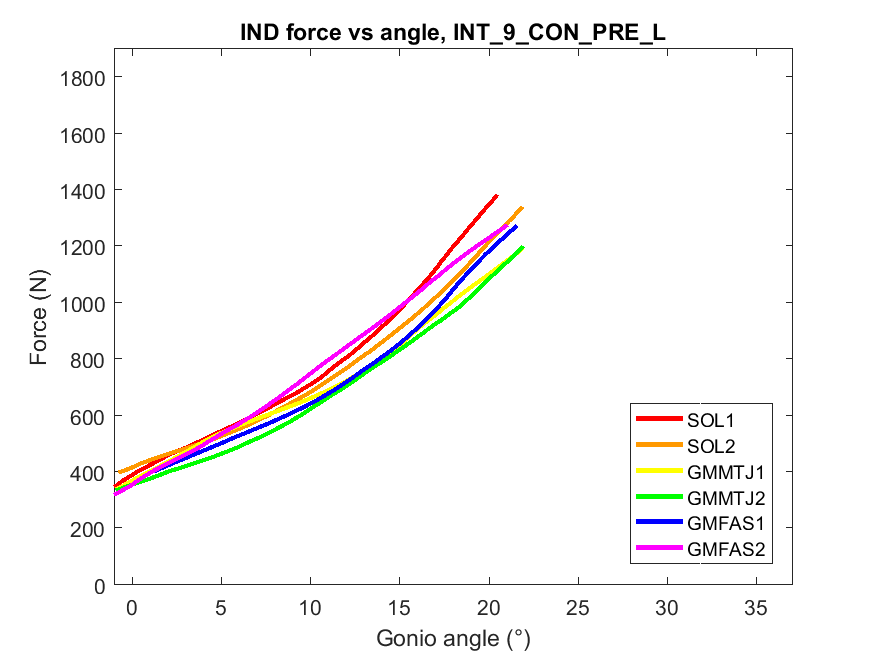 IND force vs angle, INT_9_CON_PRE_L
1800
1600
1400
1200
1000
800
600
400
200
0
Force (N)
0 5 10 15 20 25 30 35
Gonio angle (°)
SOL1
SOL2
GMMTJ1
GMMTJ2
GMFAS1
GMFAS2